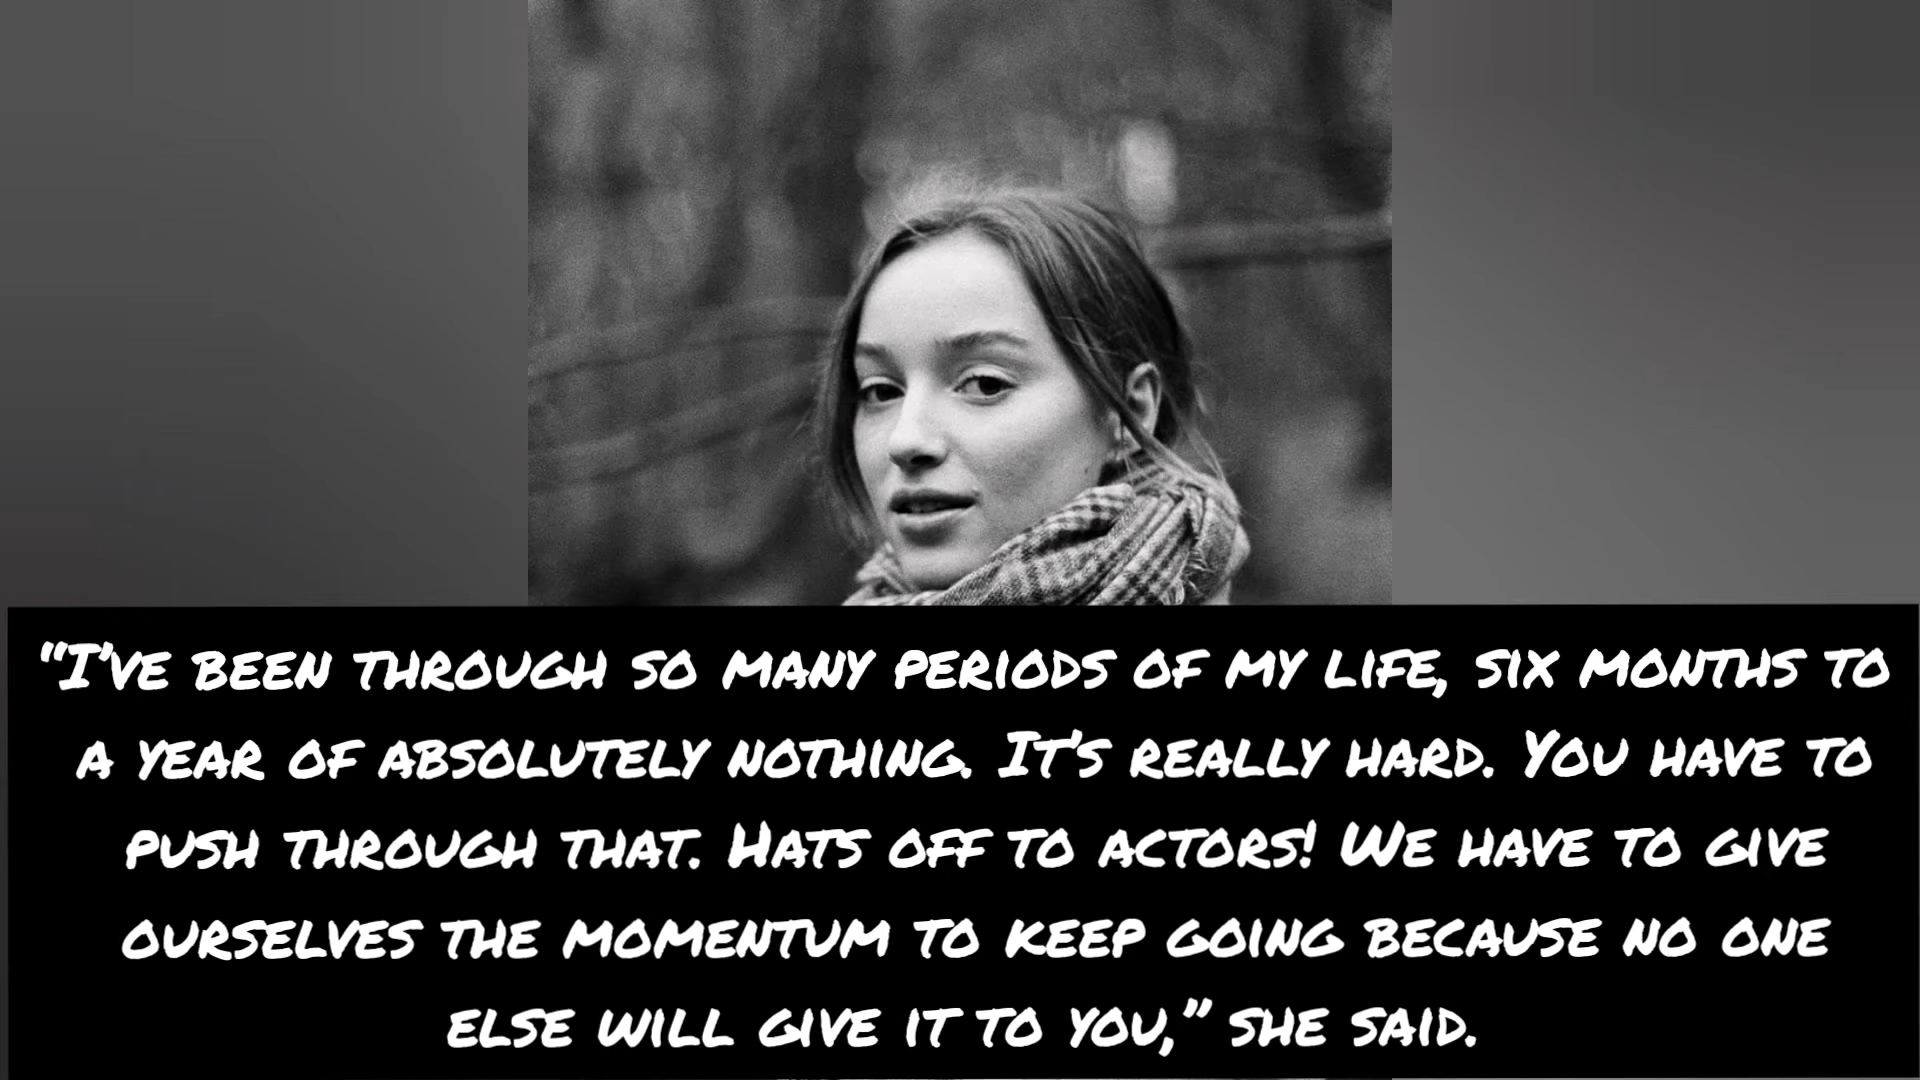 “I’ve been through so many periods of my life, six months to
a year of absolutely nothing. It’s really hard. You have to
push through that. Hats off to actors! We have to give
ourselves the momentum to keep going because no one
else will give it to you,” she said.